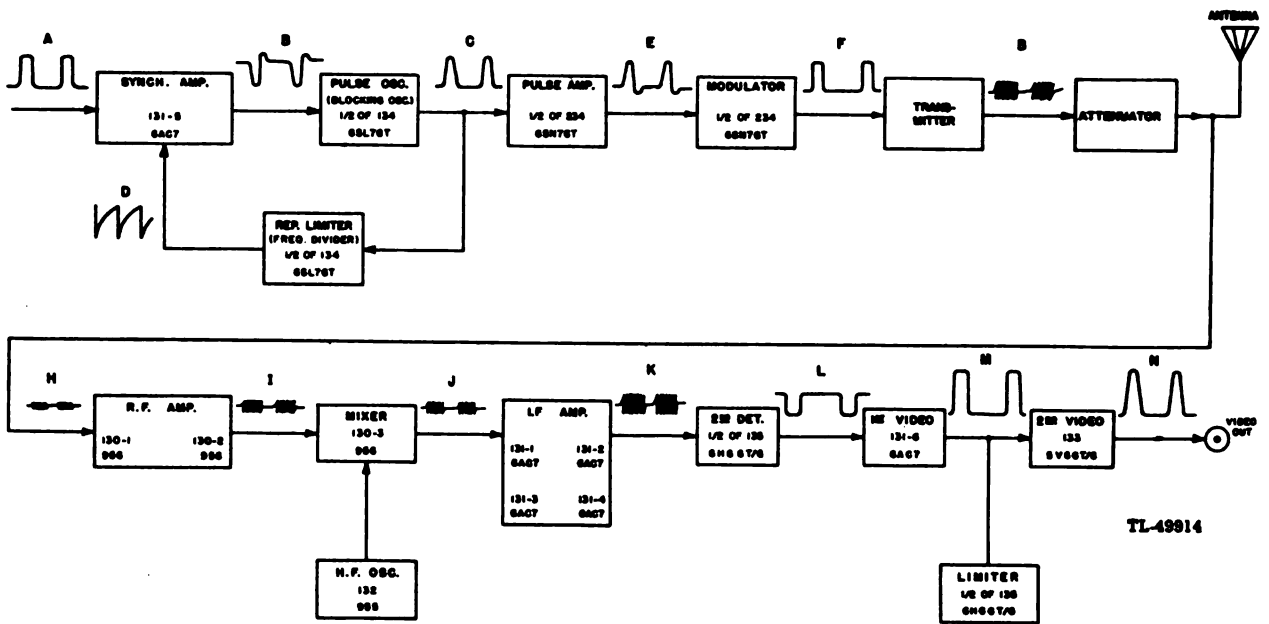 ANTENNA
A
B
C
E
F
B
SYNCH. AMP.
131-5
6AC7
PULSE OSC.
(BLOCKING OSC.)
1/2 OF 134
6SL7GT
PULSE AMP.
1/2 OF 234
6SN7GT
MODULATOR
1/2 OF 234
6SN7GT
TRANS-
MITTER
ATTENUATOR
D
REP. LIMITER
(FREQ. DIVIDER)
1/2 OF 134
6SL7GT
H
I
J
K
L
M
N
R.F. AMP.
130-1 130-2
956 956
MIXER
130-3
956
I.F. AMP.
131-1 131-2
6AC7 6AC7
131-3 131-4
6AC7 6AC7
2ND DET.
1/2 OF 135
6H6GT/G
VIDEO
131-6
6AC7
2ND VIDEO
133
6V6GT/G
VIDEO
OUT
H.F. OSC.
132
955
LIMITER
1/2 OF 135
6H6GT/G
TL-49914